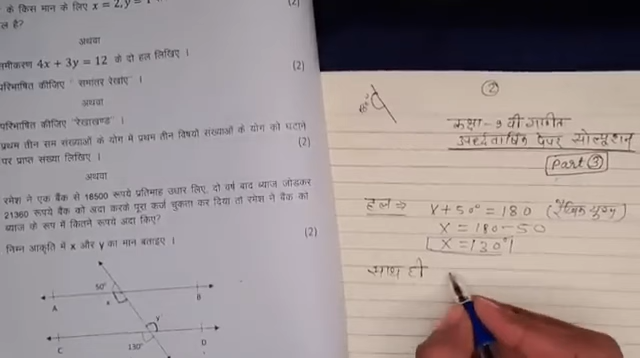 के किस मान के लिए x = 2, y = 1
ल है?
(2)
अथवा
समीकरण 4x + 3y = 12 के दो हल लिखिए ।
परिभाषित कीजिए " समांतर रेखाएं" ।
(2)
अथवा
परिभाषित कीजिए "रेखाखण्ड" ।
प्रथम तीन सम संख्याओं के योग में प्रथम तीन विषमों संख्याओं के योग को घटाने
पर प्राप्त संख्या लिखिए ।
(2)
अथवा
रमेश ने एक बैंक से 16500 रूपये प्रतिमाह उधार लिए, दो वर्ष बाद ब्याज जोड़कर
21360 रूपये बैंक को अदा करके पूरा कर्ज चुकता कर दिया तो रमेश ने बैंक को
ब्याज के रूप में कितने रूपये अदा किए?
निम्न आकृति में x और y का मान बताइए ।
(2)
50°
A
x
B
y
C
130°
D
②
कक्षा - 9 वी गणित
अर्द्धवार्षिक पेपर सोल्यूशन
Part ③
हल ⇒ x + 50° = 180 (रैखिक युग्म)
x = 180 - 50
x = 130°
साथ ही